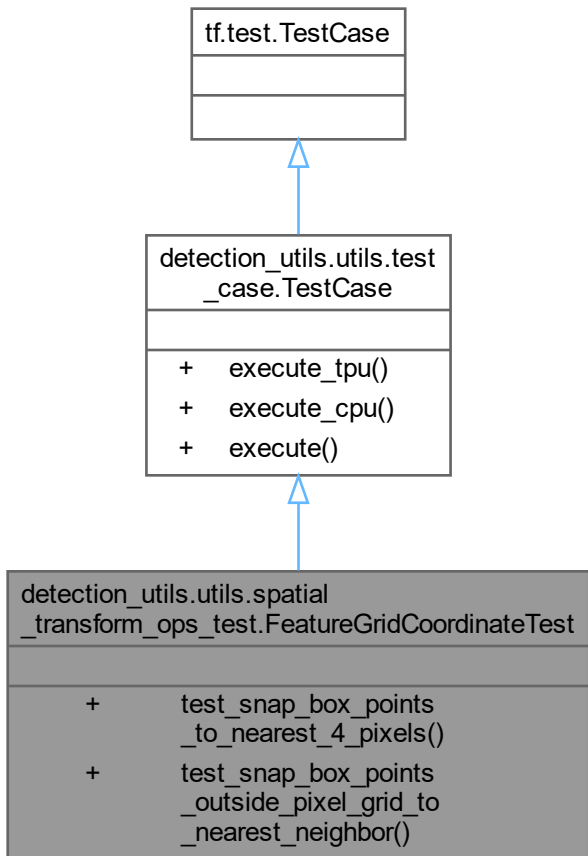 tf.test.TestCase
detection_utils.utils.test
_case.TestCase
+ execute_tpu()
+ execute_cpu()
+ execute()
detection_utils.utils.spatial
_transform_ops_test.FeatureGridCoordinateTest
+ test_snap_box_points
_to_nearest_4_pixels()
+ test_snap_box_points
_outside_pixel_grid_to
_nearest_neighbor()